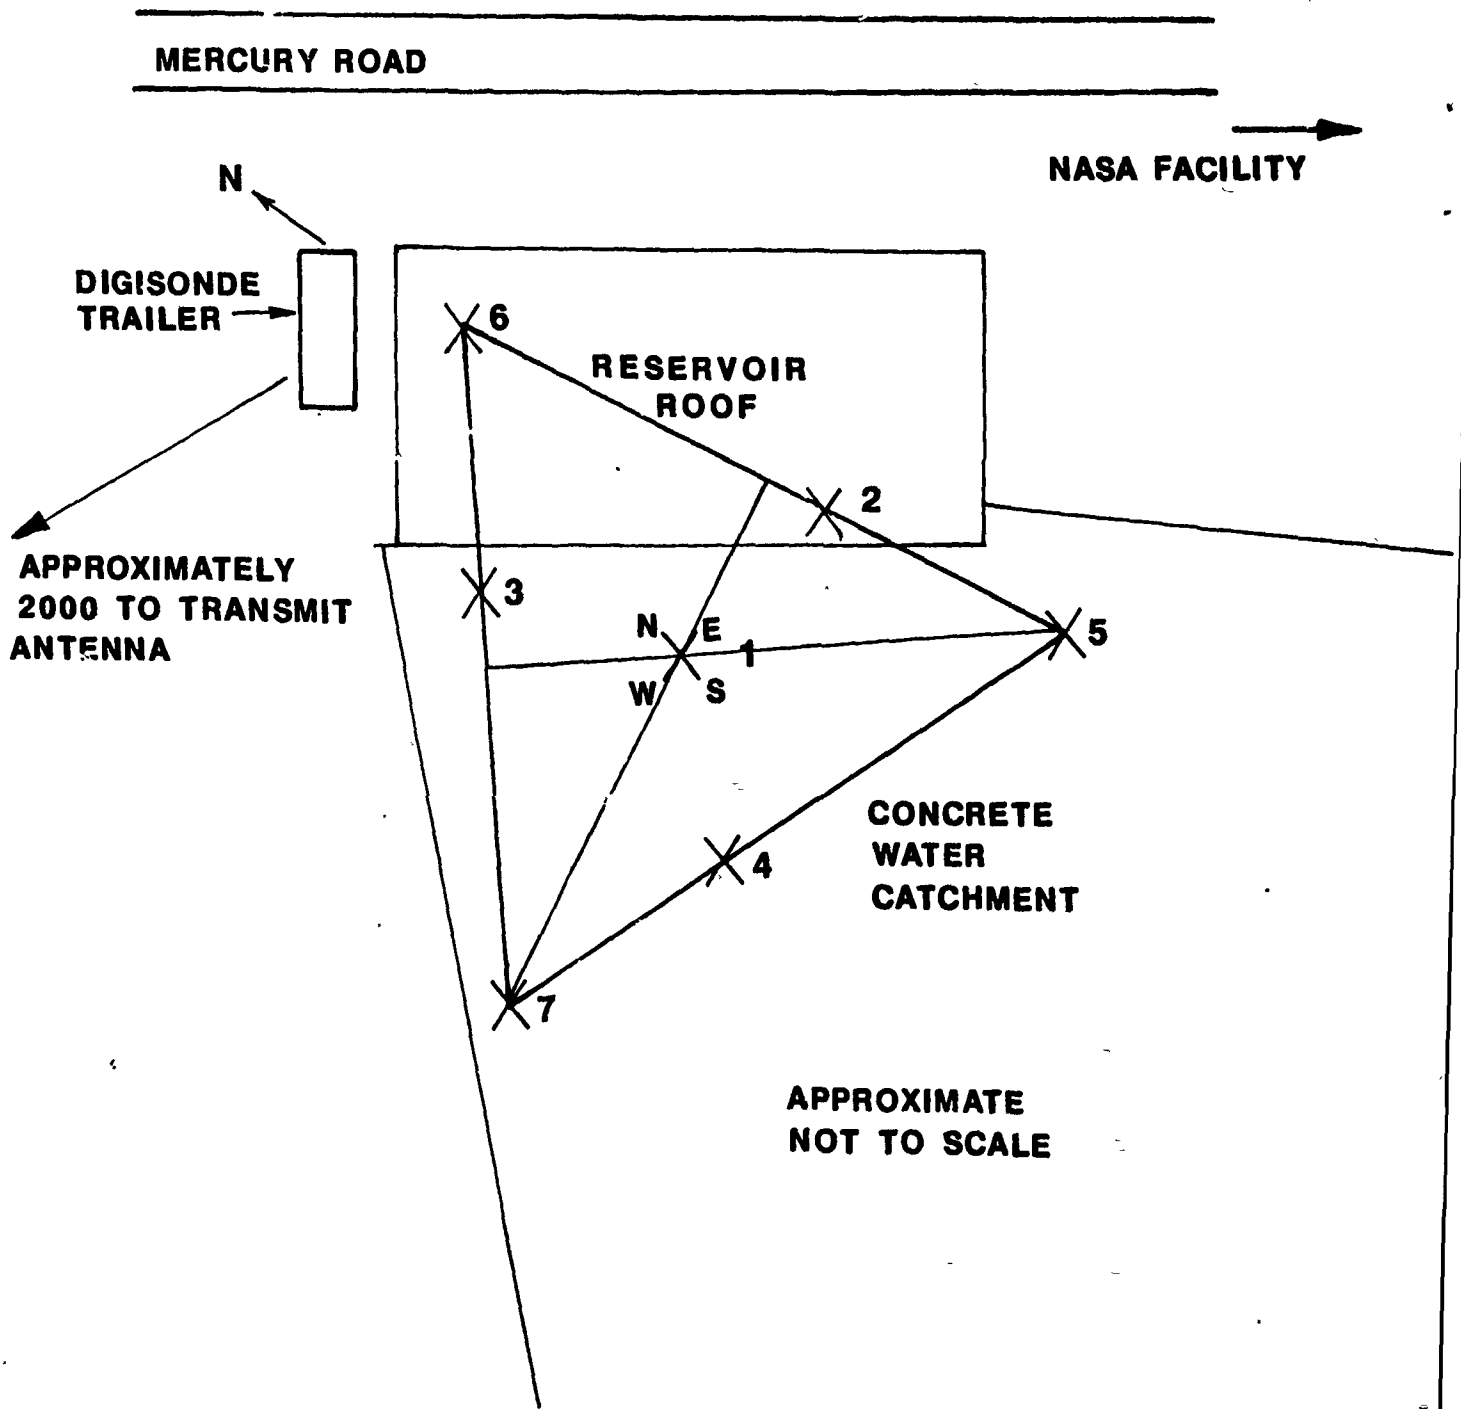 MERCURY ROAD
NASA FACILITY
N
DIGISONDE
TRAILER
6
RESERVOIR
ROOF
2
APPROXIMATELY
2000 TO TRANSMIT
ANTENNA
3
N E
1
5
W S
CONCRETE
WATER
CATCHMENT
4
7
APPROXIMATE
NOT TO SCALE